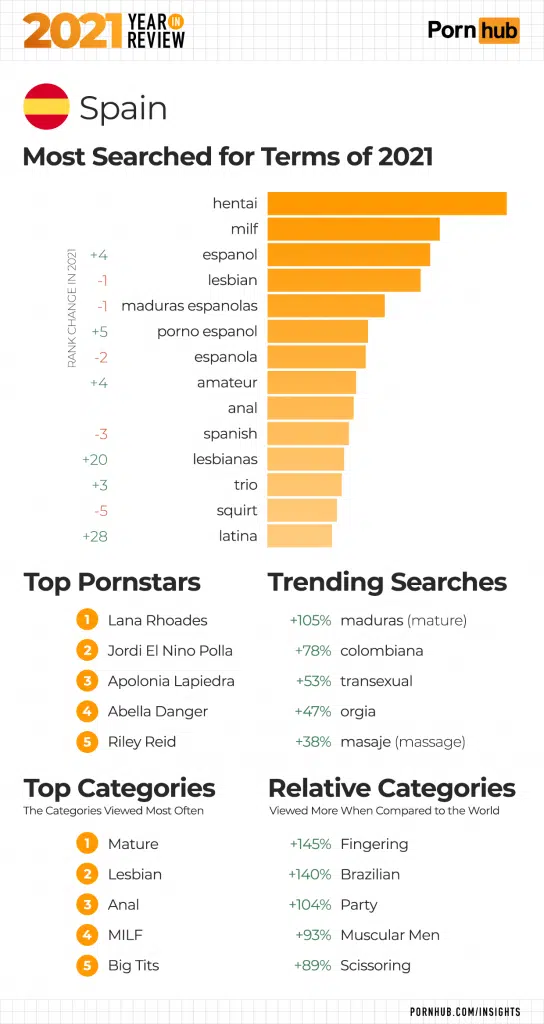 2021 YEAR IN REVIEW
Pornhub
Spain
Most Searched for Terms of 2021
RANK CHANGE IN 2021
hentai
milf
+4 espanol
-1 lesbian
-1 maduras espanolas
+5 porno espanol
-2 espanola
+4 amateur
anal
-3 spanish
+20 lesbianas
+3 trio
-5 squirt
+28 latina
Top Pornstars
1 Lana Rhoades
2 Jordi El Nino Polla
3 Apolonia Lapiedra
4 Abella Danger
5 Riley Reid
Trending Searches
+105% maduras (mature)
+78% colombiana
+53% transexual
+47% orgia
+38% masaje (massage)
Top Categories
The Categories Viewed Most Often
1 Mature
2 Lesbian
3 Anal
4 MILF
5 Big Tits
Relative Categories
Viewed More When Compared to the World
+145% Fingering
+140% Brazilian
+104% Party
+93% Muscular Men
+89% Scissoring
PORNHUB.COM/INSIGHTS